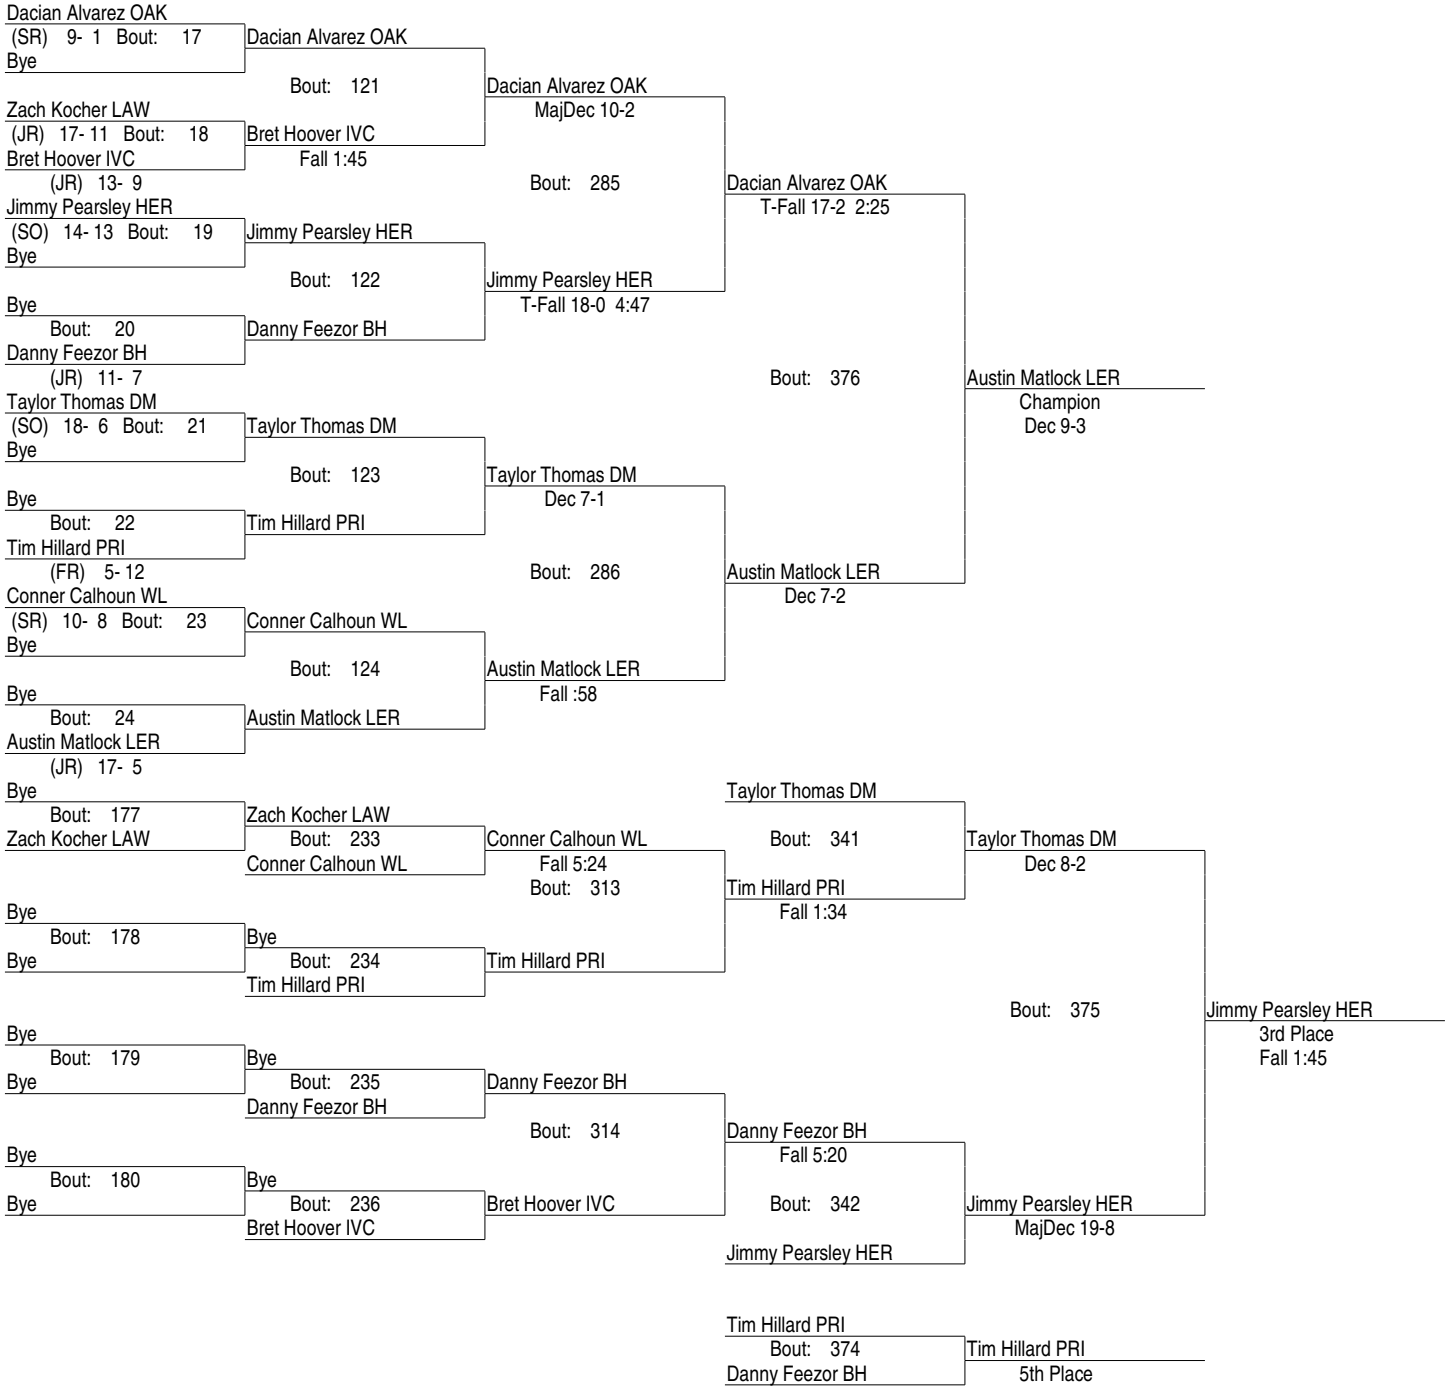 Dacian Alvarez OAK
(SR) 9- 1 Bout: 17 Dacian Alvarez OAK
Bye
Bout: 121 Dacian Alvarez OAK
Zach Kocher LAW MajDec 10-2
(JR) 17- 11 Bout: 18 Bret Hoover IVC
Bret Hoover IVC Fall 1:45
(JR) 13- 9 Bout: 285 Dacian Alvarez OAK
Jimmy Pearsley HER T-Fall 17-2 2:25
(SO) 14- 13 Bout: 19 Jimmy Pearsley HER
Bye
Bout: 122 Jimmy Pearsley HER
Bye T-Fall 18-0 4:47
Bout: 20 Danny Feezor BH
Danny Feezor BH
(JR) 11- 7 Bout: 376 Austin Matlock LER
Taylor Thomas DM Champion
(SO) 18- 6 Bout: 21 Taylor Thomas DM Dec 9-3
Bye
Bout: 123 Taylor Thomas DM
Bye Dec 7-1
Bout: 22 Tim Hillard PRI
Tim Hillard PRI
(FR) 5- 12 Bout: 286 Austin Matlock LER
Conner Calhoun WL Dec 7-2
(SR) 10- 8 Bout: 23 Conner Calhoun WL
Bye
Bout: 124 Austin Matlock LER
Bye Fall :58
Bout: 24 Austin Matlock LER
Austin Matlock LER
(JR) 17- 5
Bye Taylor Thomas DM
Bout: 177 Zach Kocher LAW
Zach Kocher LAW Bout: 233 Conner Calhoun WL Bout: 341 Taylor Thomas DM
Conner Calhoun WL Fall 5:24 Dec 8-2
Bout: 313 Tim Hillard PRI
Bye Fall 1:34
Bout: 178 Bye
Bye Bout: 234 Tim Hillard PRI
Tim Hillard PRI
Bout: 375 Jimmy Pearsley HER
Bye 3rd Place
Bout: 179 Bye Fall 1:45
Bye Bout: 235 Danny Feezor BH
Danny Feezor BH
Bout: 314 Danny Feezor BH
Bye Fall 5:20
Bout: 180 Bye
Bye Bout: 236 Bret Hoover IVC Bout: 342 Jimmy Pearsley HER
Bret Hoover IVC MajDec 19-8
Jimmy Pearsley HER
Tim Hillard PRI
Bout: 374 Tim Hillard PRI
Danny Feezor BH 5th Place